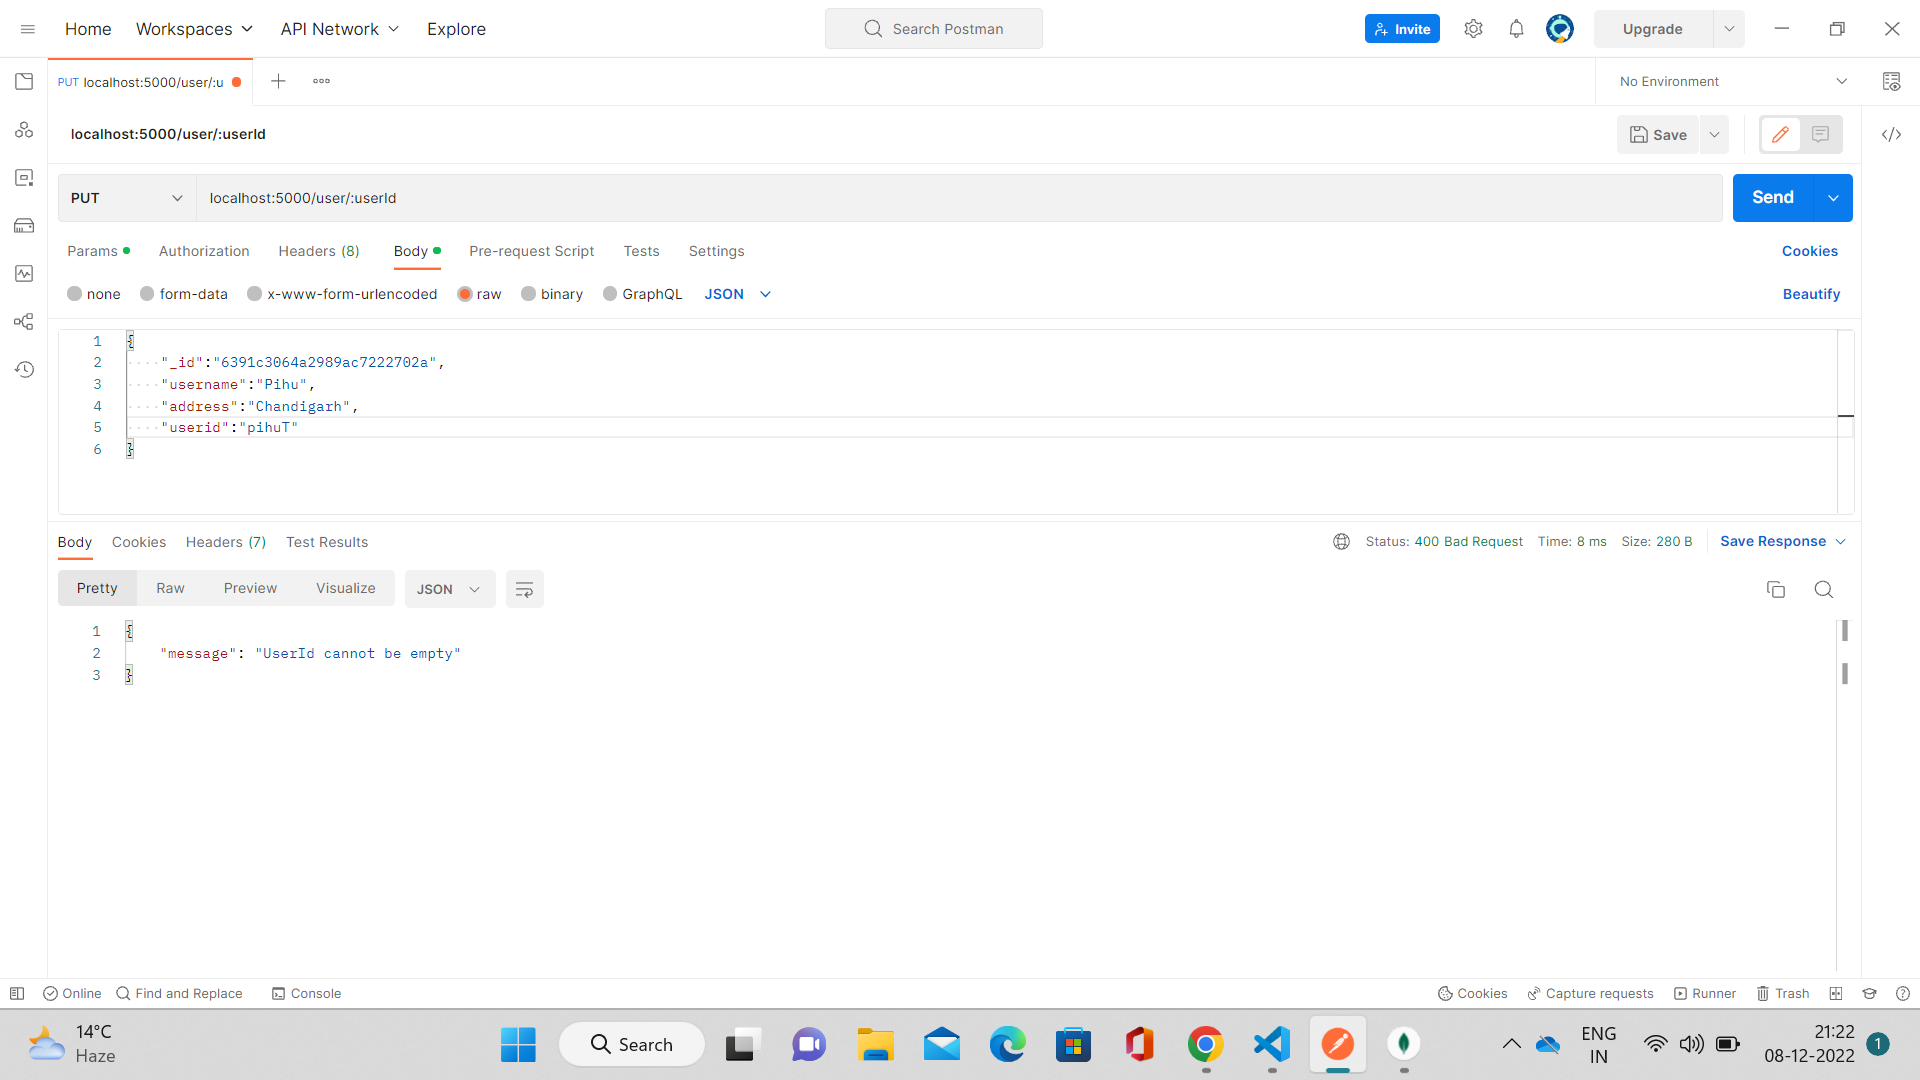 Home Workspaces API Network Explore Search Postman Invite Upgrade
PUT localhost:5000/user/:u No Environment
localhost:5000/user/:userId Save
PUT localhost:5000/user/:userId Send
Params Authorization Headers (8) Body Pre-request Script Tests Settings Cookies
none form-data x-www-form-urlencoded raw binary GraphQL JSON Beautify
1 {
2 "_id":"6391c3064a2989ac7222702a",
3 "username":"Pihu",
4 "address":"Chandigarh",
5 "userid":"pihuT"
6 }
Body Cookies Headers (7) Test Results Status: 400 Bad Request Time: 8 ms Size: 280 B Save Response
Pretty Raw Preview Visualize JSON
1 {
2 "message": "UserId cannot be empty"
3 }
Online Find and Replace Console Cookies Capture requests Runner Trash
14°C
Haze
Search
ENG
IN
21:22
08-12-2022
1